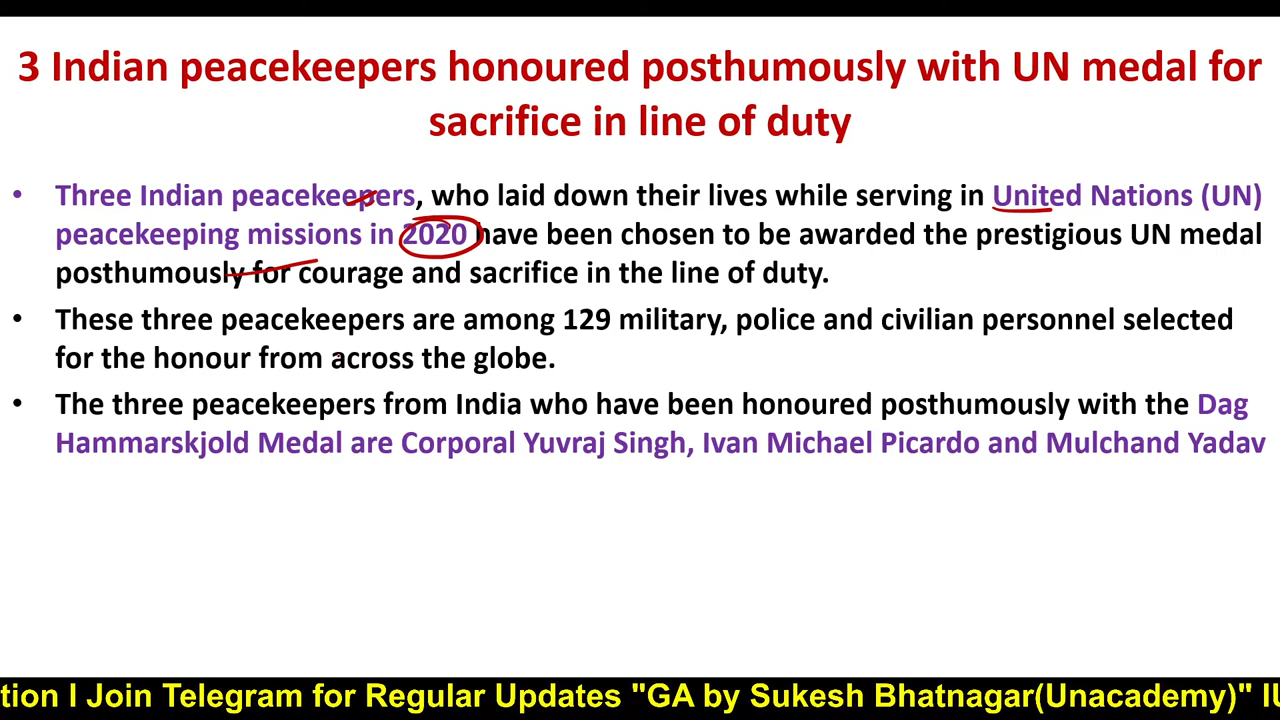 3 Indian peacekeepers honoured posthumously with UN medal for
sacrifice in line of duty
• Three Indian peacekeepers, who laid down their lives while serving in United Nations (UN)
peacekeeping missions in 2020 have been chosen to be awarded the prestigious UN medal
posthumously for courage and sacrifice in the line of duty.
• These three peacekeepers are among 129 military, police and civilian personnel selected
for the honour from across the globe.
• The three peacekeepers from India who have been honoured posthumously with the Dag
Hammarskjold Medal are Corporal Yuvraj Singh, Ivan Michael Picardo and Mulchand Yadav
tion I Join Telegram for Regular Updates "GA by Sukesh Bhatnagar(Unacademy)"